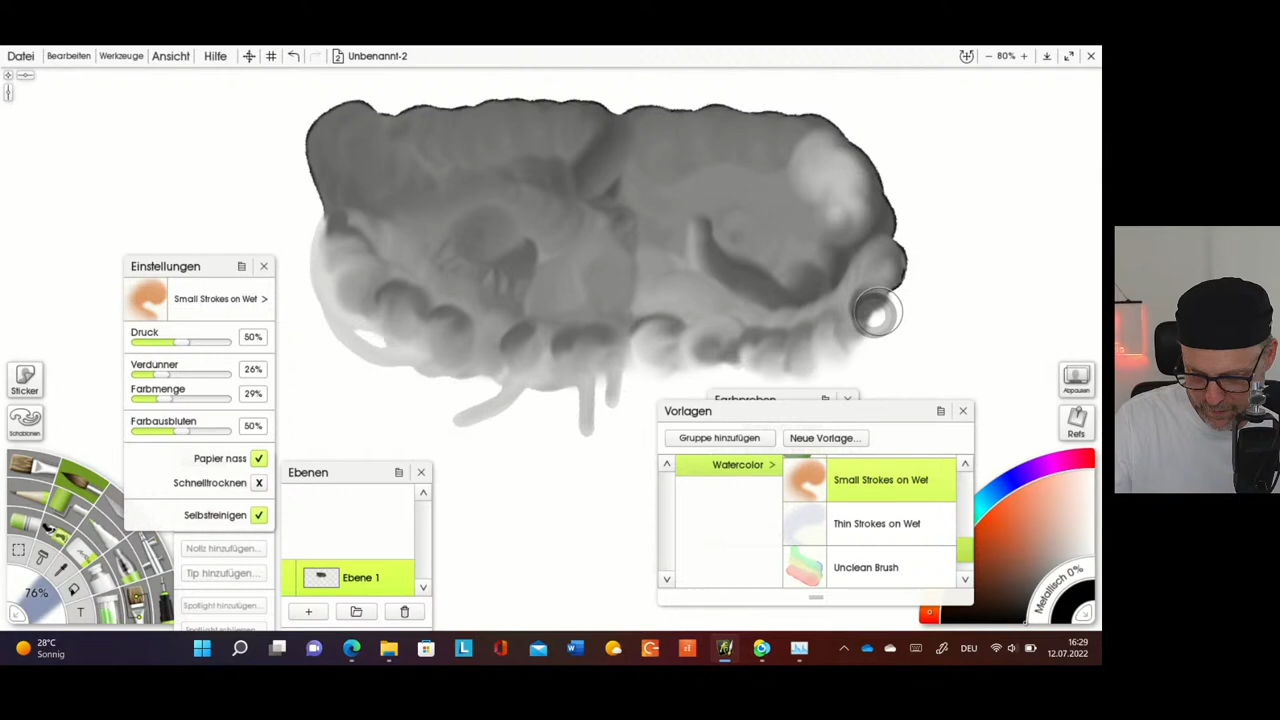 Datei Bearbeiten Werkzeuge Ansicht Hilfe 2 Unbenannt-2 80%
Einstellungen
Small Strokes on Wet >
Druck
50%
Verdünner
26%
Farbmenge
29%
Farbausbluten
50%
Papier nass
Schnelltrocknen X
Selbstreinigen
Notiz hinzufügen...
Tip hinzufügen...
Spotlight hinzufügen...
Sticker
Schablonen
76%
T
Ebenen
Ebene 1
Farbproben
Vorlagen
Gruppe hinzufügen Neue Vorlage...
Watercolor >
Small Strokes on Wet
Thin Strokes on Wet
Unclean Brush
Abpausen
Refs
Metallisch 0%
28°C
Sonnig
DEU
16:29
12.07.2022